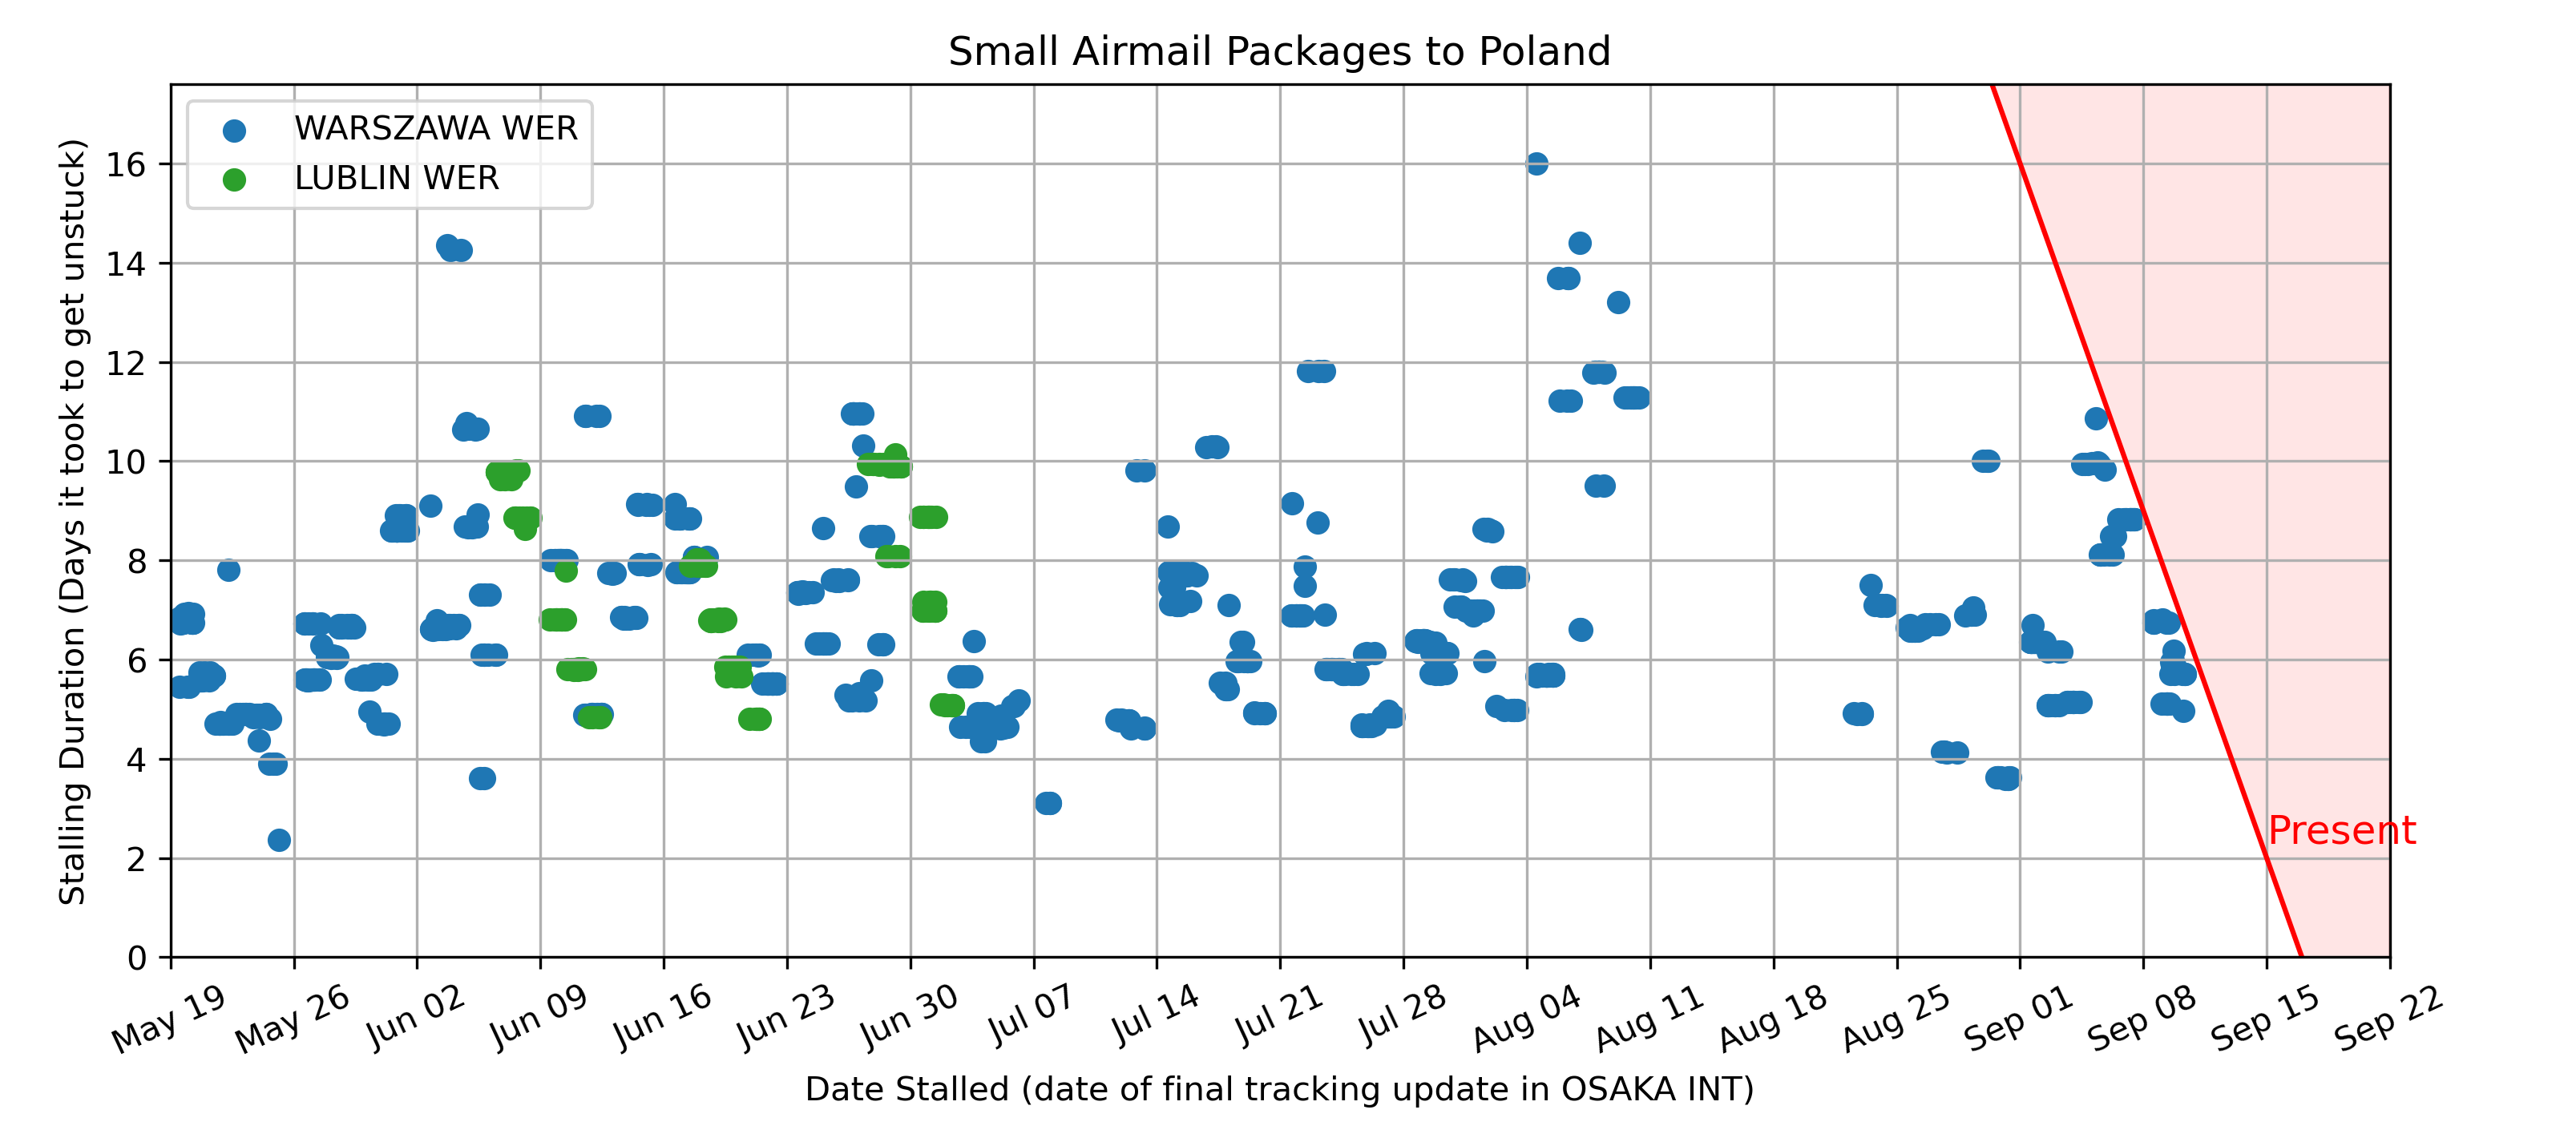 Small Airmail Packages to Poland
WARSZAWA WER
LUBLIN WER
Stalling Duration (Days it took to get unstuck)
16
14
12
10
8
6
4
2
0
Present
May 19 May 26 Jun 02 Jun 09 Jun 16 Jun 23 Jun 30 Jul 07 Jul 14 Jul 21 Jul 28 Aug 04 Aug 11 Aug 18 Aug 25 Sep 01 Sep 08 Sep 15 Sep 22
Date Stalled (date of final tracking update in OSAKA INT)